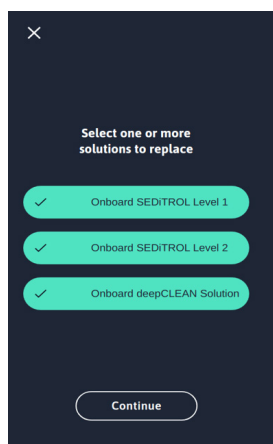 Select one or more
solutions to replace
Onboard SEDiTROL Level 1
Onboard SEDiTROL Level 2
Onboard deepCLEAN Solution
Continue